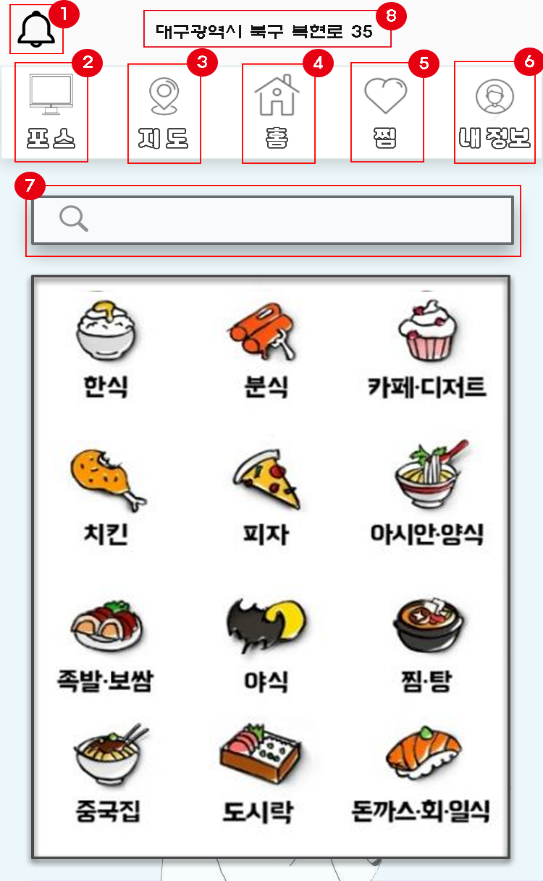 1
대구광역시 북구 복현로 35 8
2 3 4 5 6
포스 지도 홈 찜 내 정보
7
한식 분식 카페·디저트
치킨 피자 아시안·양식
족발·보쌈 야식 찜·탕
중국집 도시락 돈까스·회·일식